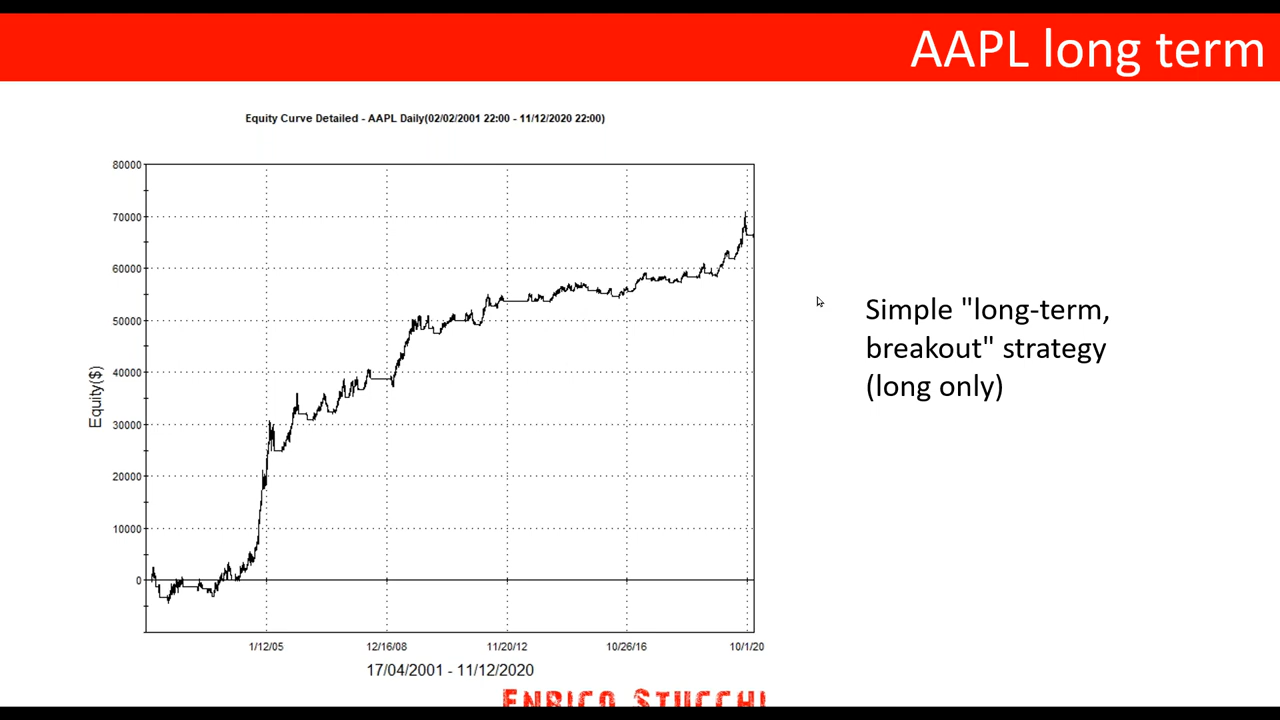 AAPL long term
Equity Curve Detailed - AAPL Daily(02/02/2001 22:00 - 11/12/2020 22:00)
80000
70000
60000
50000
40000
30000
20000
10000
0
Equity($)
1/12/05 12/16/08 11/20/12 10/26/16 10/1/20
17/04/2001 - 11/12/2020
Simple "long-term,
breakout" strategy
(long only)
ENRICO STUCCHI